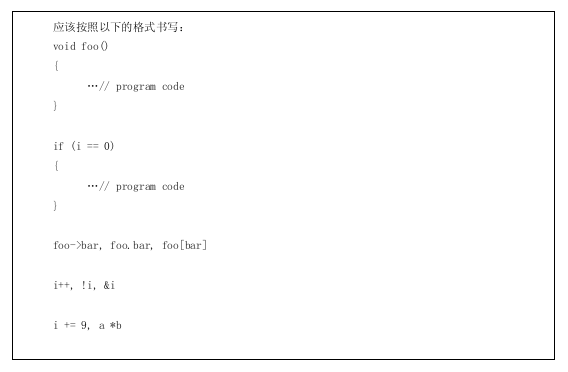 应该按照以下的格式书写：
void foo()
{
…// program code
}
if (i == 0)
{
…// program code
}
foo->bar, foo.bar, foo[bar]
i++, !i, &i
i += 9, a *b